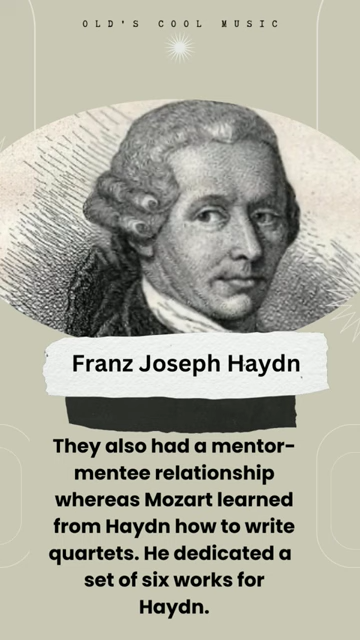 OLD'S COOL MUSIC
Franz Joseph Haydn
They also had a mentor-
mentee relationship
whereas Mozart learned
from Haydn how to write
quartets. He dedicated a
set of six works for
Haydn.